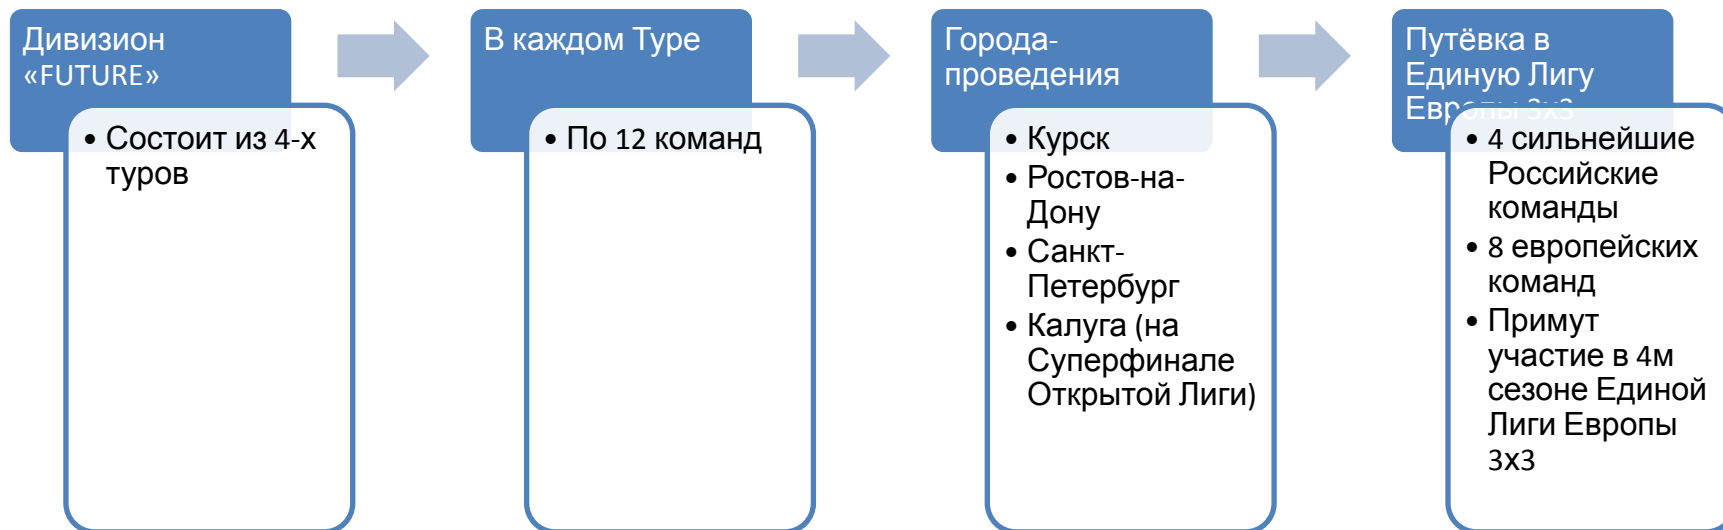 Дивизион
«FUTURE»
• Состоит из 4-х
туров
В каждом Туре
• По 12 команд
Города-
проведения
• Курск
• Ростов-на-
Дону
• Санкт-
Петербург
• Калуга (на
Суперфинале
Открытой Лиги)
Путёвка в
Единую Лигу
Европы 3х3
• 4 сильнейшие
Российские
команды
• 8 европейских
команд
• Примут
участие в 4м
сезоне Единой
Лиги Европы
3х3